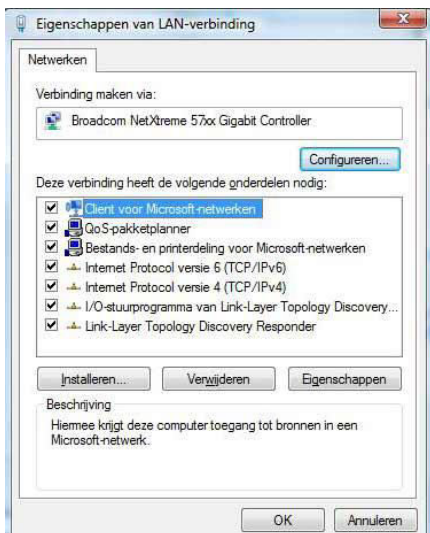 Eigenschappen van LAN-verbinding
Netwerken
Verbinding maken via:
Broadcom NetXtreme 57xx Gigabit Controller
Configureren...
Deze verbinding heeft de volgende onderdelen nodig:
Client voor Microsoft-netwerken
QoS-pakketplanner
Bestands- en printerdeling voor Microsoft-netwerken
Internet Protocol versie 6 (TCP/IPv6)
Internet Protocol versie 4 (TCP/IPv4)
I/O-stuurprogramma van Link-Layer Topology Discovery...
Link-Layer Topology Discovery Responder
Installeren... Verwijderen Eigenschappen
Beschrijving
Hiermee krijgt deze computer toegang tot bronnen in een
Microsoft-netwerk.
OK Annuleren